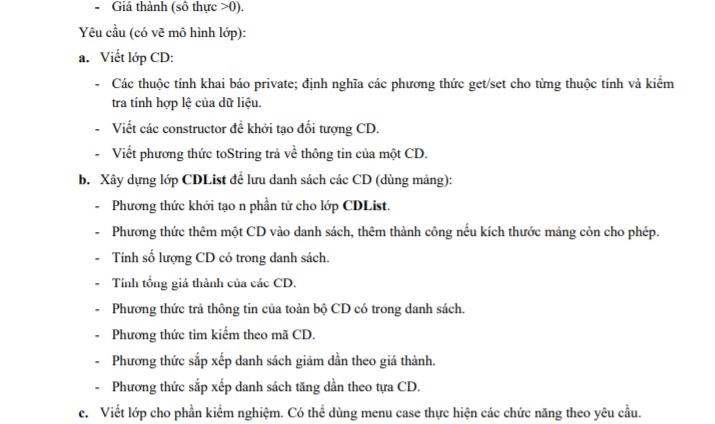 - Giá thành (số thực >0).
Yêu cầu (có vẽ mô hình lớp):
a. Viết lớp CD:
- Các thuộc tính khai báo private; định nghĩa các phương thức get/set cho từng thuộc tính và kiểm
tra tính hợp lệ của dữ liệu.
- Viết các constructor để khởi tạo đối tượng CD.
- Viết phương thức toString trả về thông tin của một CD.
b. Xây dựng lớp CDList để lưu danh sách các CD (dùng mảng):
- Phương thức khởi tạo n phần tử cho lớp CDList.
- Phương thức thêm một CD vào danh sách, thêm thành công nếu kích thước mảng còn cho phép.
- Tính số lượng CD có trong danh sách.
- Tính tổng giá thành của các CD.
- Phương thức trả thông tin của toàn bộ CD có trong danh sách.
- Phương thức tìm kiếm theo mã CD.
- Phương thức sắp xếp danh sách giảm dần theo giá thành.
- Phương thức sắp xếp danh sách tăng dần theo tựa CD.
c. Viết lớp cho phần kiểm nghiệm. Có thể dùng menu case thực hiện các chức năng theo yêu cầu.